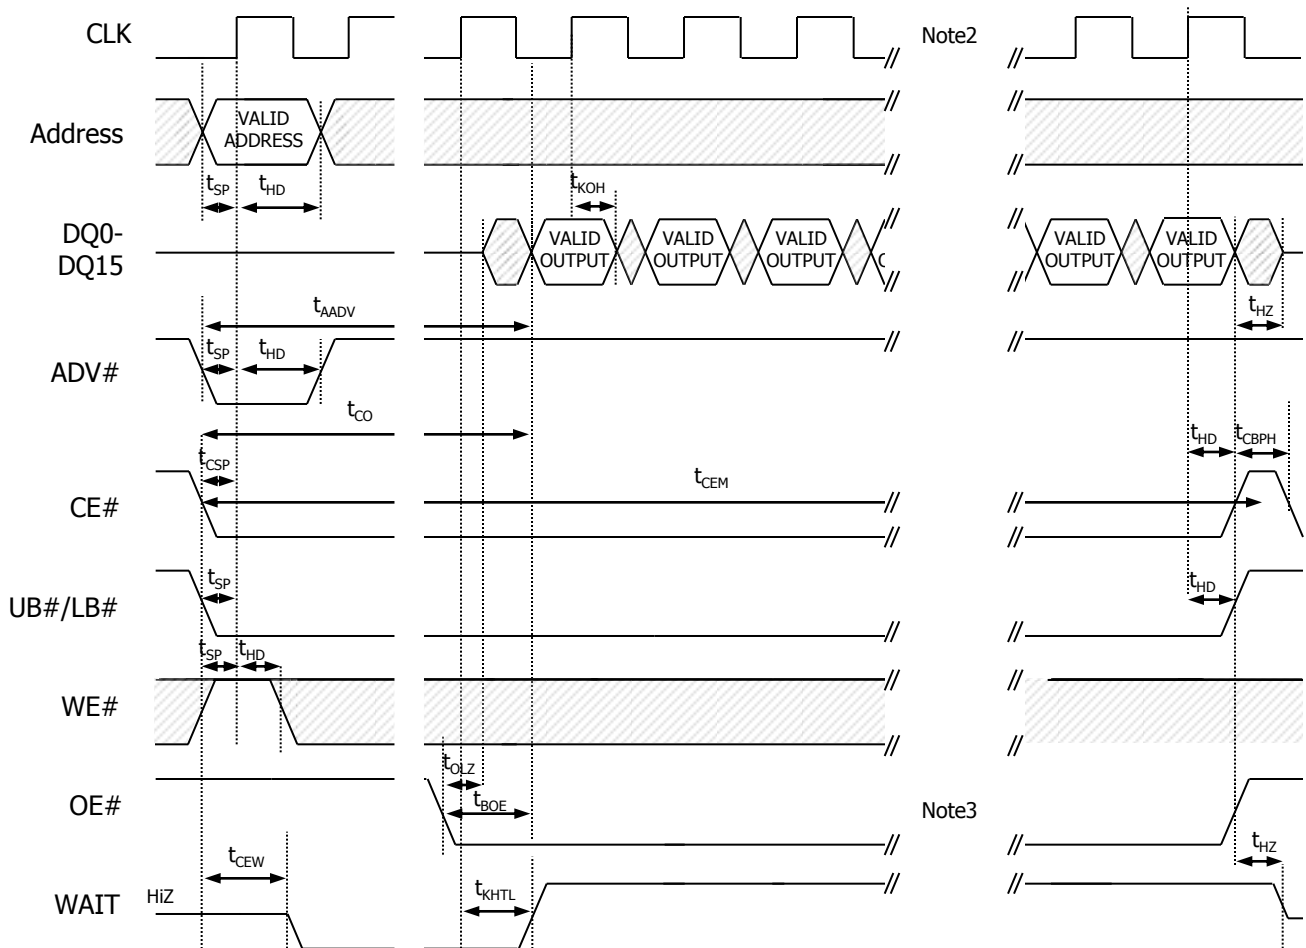 CLK
Note2
Address
VALID
ADDRESS
tSP
tHD
tKOH
DQ0-
DQ15
VALID
OUTPUT
VALID
OUTPUT
VALID
OUTPUT
VALID
OUTPUT
VALID
OUTPUT
tAADV
tHZ
ADV#
tSP
tHD
tCO
tHD
tCBPH
tCSP
CE#
tCEM
UB#/LB#
tSP
tHD
tSP
tHD
WE#
OE#
tOLZ
tBOE
Note3
tHZ
tCEW
WAIT
HiZ
tKHTL